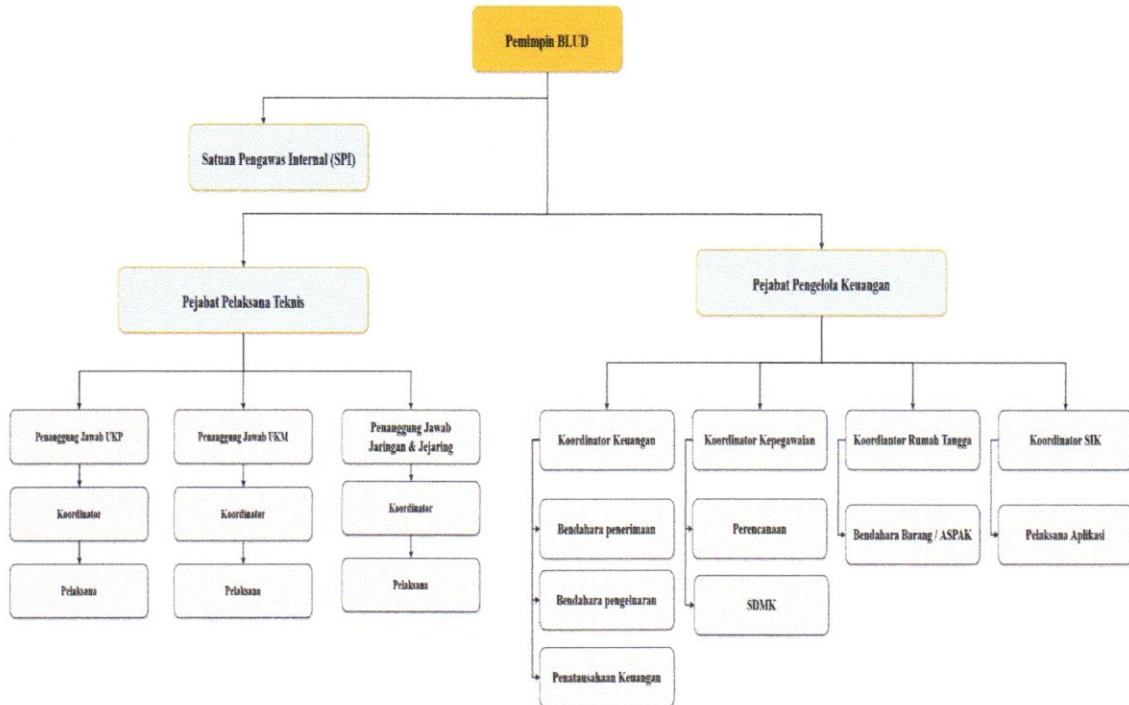 Pemimpin BLUD
Satuan Pengawas Internal (SPI)
Pejabat Pelaksana Teknis
Pejabat Pengelola Keuangan
Penanggung Jawab UKP
Penanggung Jawab UKM
Penanggung Jawab
Jaringan & Jejaring
Koordinator Keuangan
Koordinator Kepegawaian
Koordiantor Rumah Tangga
Koordinator SIK
Koordinator
Koordinator
Koordinator
Bendahara penerimaan
Perencanaan
Bendahara Barang / ASPAK
Pelaksana Aplikasi
Pelaksana
Pelaksana
Pelaksana
Bendahara pengeluaran
SDMK
Penatausahaan Keuangan